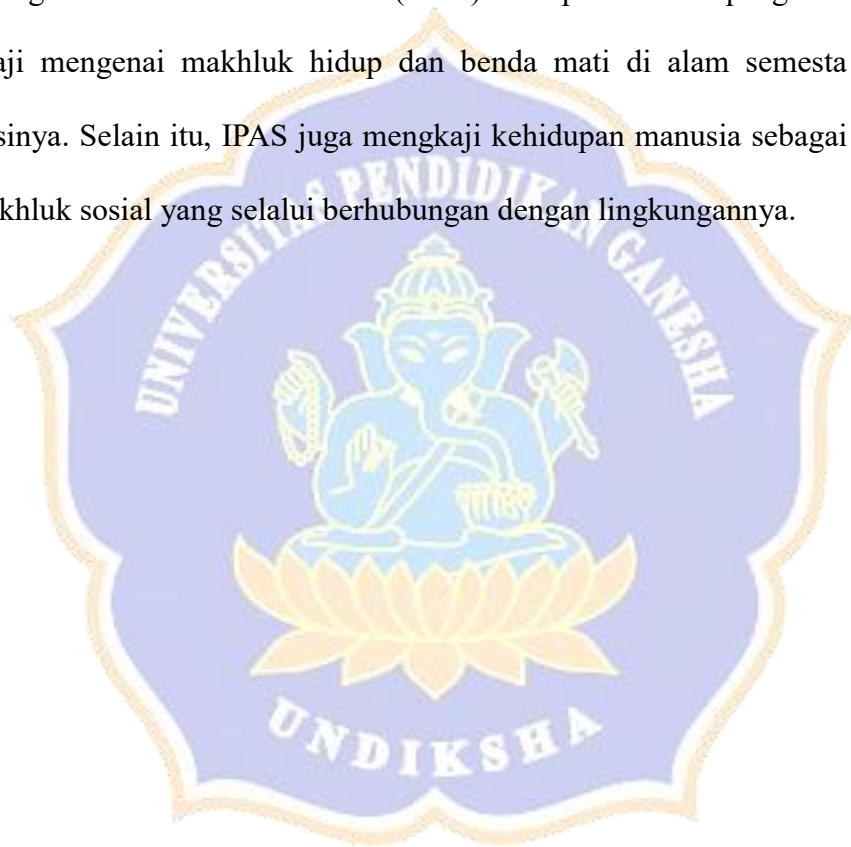 aji mengenai makhluk hidup dan benda mati di alam semesta
sinya. Selain itu, IPAS juga mengkaji kehidupan manusia sebagai
khluk sosial yang selalui berhubungan dengan lingkungannya.
UNIVERSITAS PENDIDIKAN GANESHA
UNDIKSHA